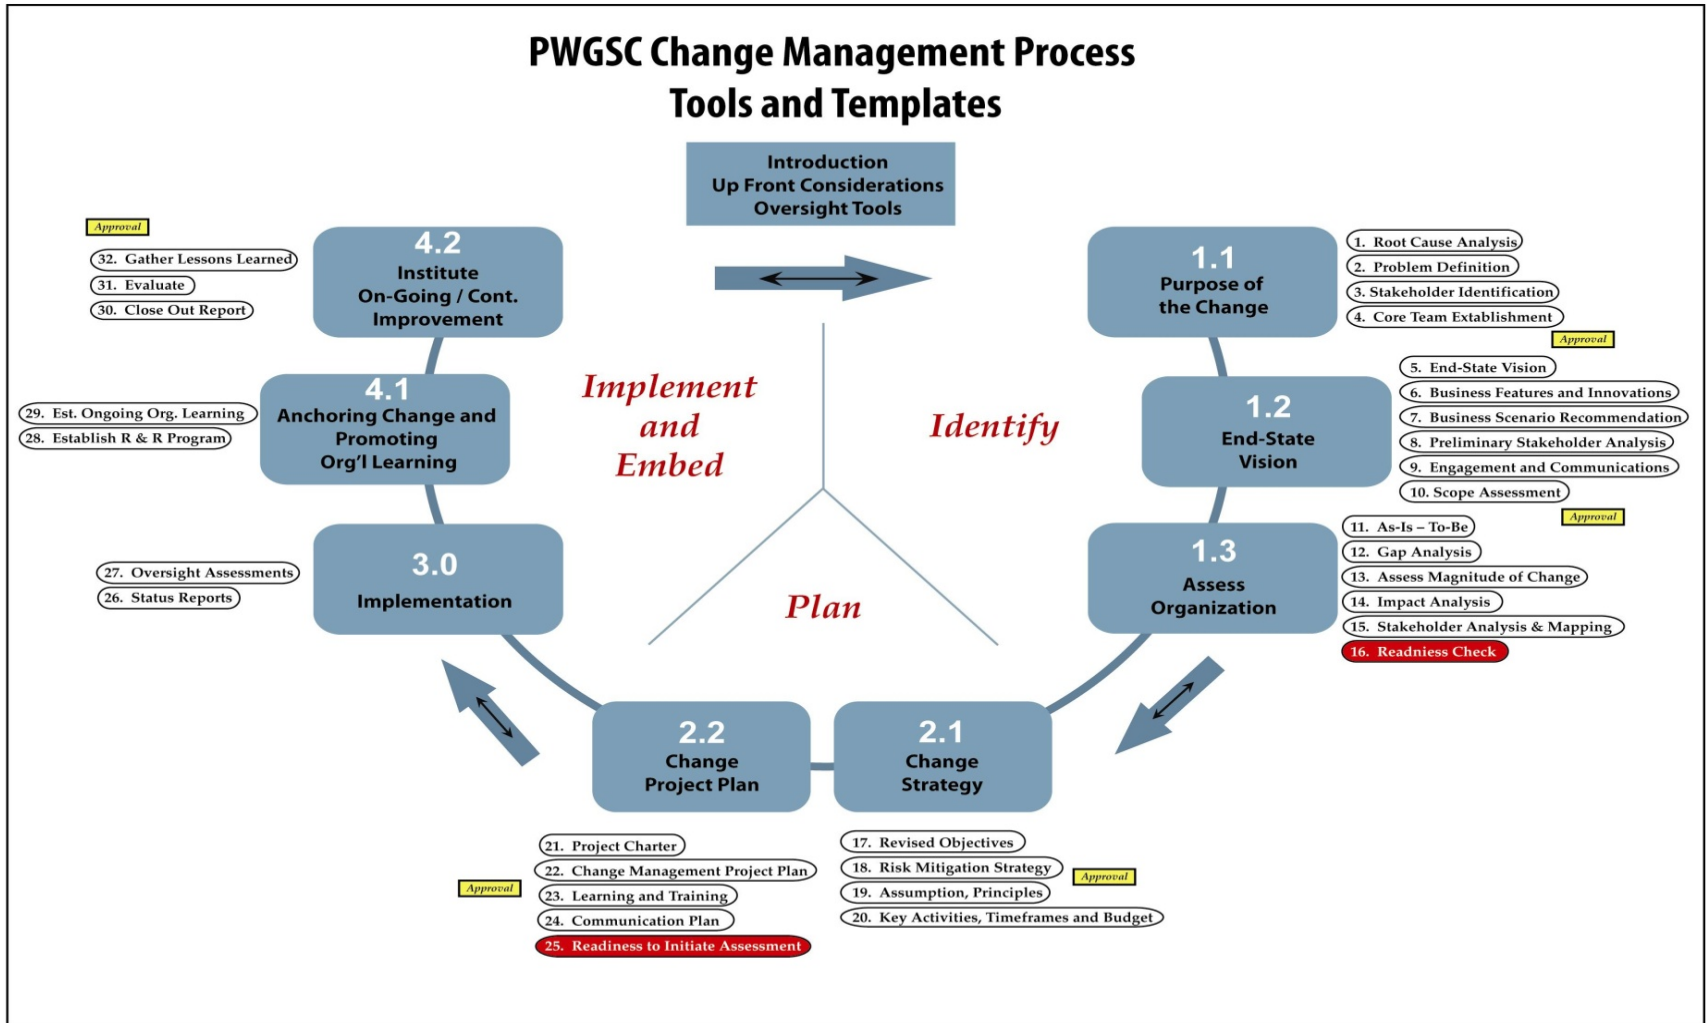 PWGSC Change Management Process
Tools and Templates
Introduction
Up Front Considerations
Oversight Tools
1.1
Purpose of
the Change
1. Root Cause Analysis
2. Problem Definition
3. Stakeholder Identification
4. Core Team Extablishment
Approval
1.2
End-State
Vision
5. End-State Vision
6. Business Features and Innovations
7. Business Scenario Recommendation
8. Preliminary Stakeholder Analysis
9. Engagement and Communications
10. Scope Assessment
Approval
1.3
Assess
Organization
11. As-Is – To-Be
12. Gap Analysis
13. Assess Magnitude of Change
14. Impact Analysis
15. Stakeholder Analysis & Mapping
16. Readniess Check
Identify
Plan
Implement
and
Embed
2.1
Change
Strategy
17. Revised Objectives
18. Risk Mitigation Strategy
19. Assumption, Principles
20. Key Activities, Timeframes and Budget
Approval
2.2
Change
Project Plan
21. Project Charter
22. Change Management Project Plan
23. Learning and Training
24. Communication Plan
25. Readiness to Initiate Assessment
Approval
3.0
Implementation
27. Oversight Assessments
26. Status Reports
4.1
Anchoring Change and
Promoting
Org'l Learning
29. Est. Ongoing Org. Learning
28. Establish R & R Program
4.2
Institute
On-Going / Cont.
Improvement
Approval
32. Gather Lessons Learned
31. Evaluate
30. Close Out Report